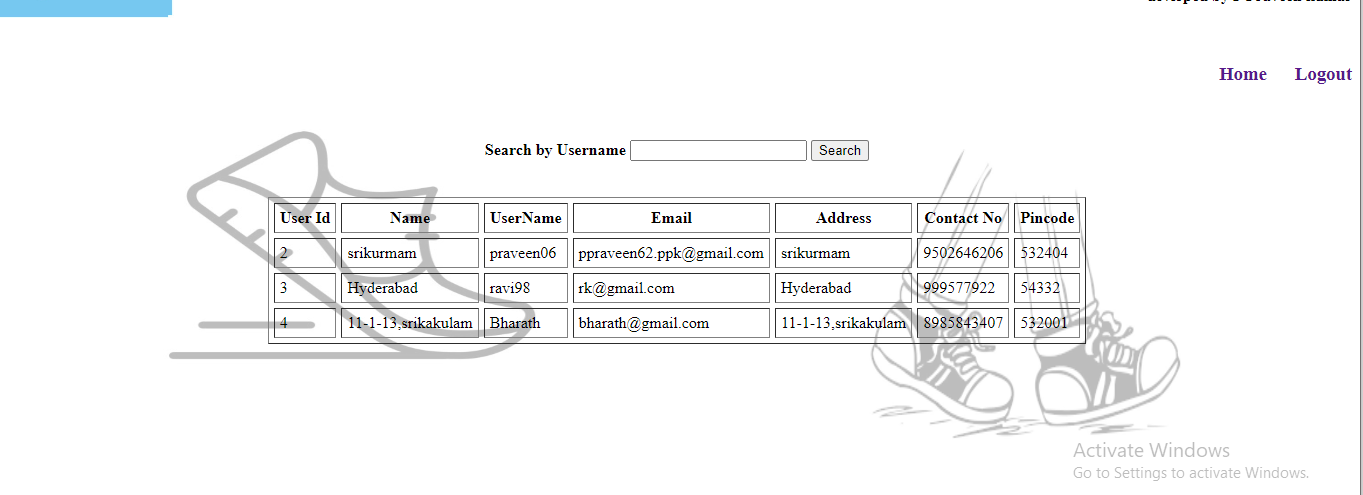 Home Logout
Search by Username Search
User Id Name UserName Email Address Contact No Pincode
2 srikurmam praveen06 ppraveen62.ppk@gmail.com srikurmam 9502646206 532404
3 Hyderabad ravi98 rk@gmail.com Hyderabad 999577922 54332
4 11-1-13,srikakulam Bharath bharath@gmail.com 11-1-13,srikakulam 8985843407 532001
Activate Windows
Go to Settings to activate Windows.